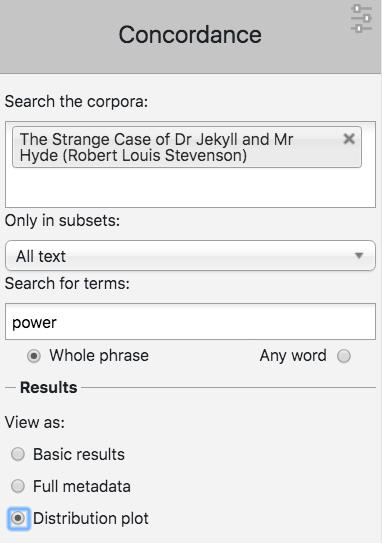 Concordance
Search the corpora:
The Strange Case of Dr Jekyll and Mr
Hyde (Robert Louis Stevenson)
Only in subsets:
All text
Search for terms:
power
Whole phrase Any word
Results
View as:
Basic results
Full metadata
Distribution plot